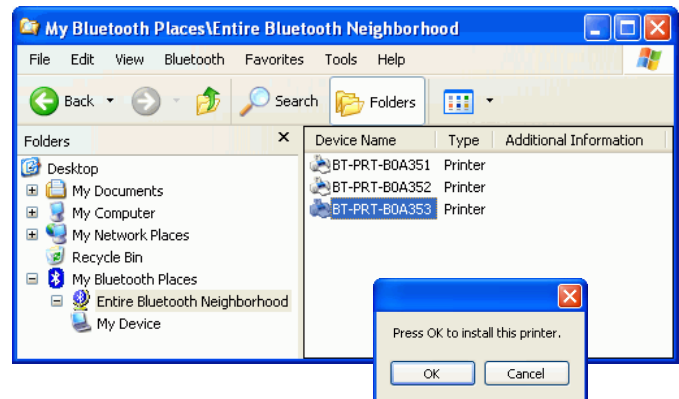 My Bluetooth Places\Entire Bluetooth Neighborhood
File Edit View Bluetooth Favorites Tools Help
Back Search Folders
Folders
Desktop
My Documents
My Computer
My Network Places
Recycle Bin
My Bluetooth Places
Entire Bluetooth Neighborhood
My Device
Device Name Type Additional Information
BT-PRT-B0A351 Printer
BT-PRT-B0A352 Printer
BT-PRT-B0A353 Printer
Press OK to install this printer.
OK Cancel